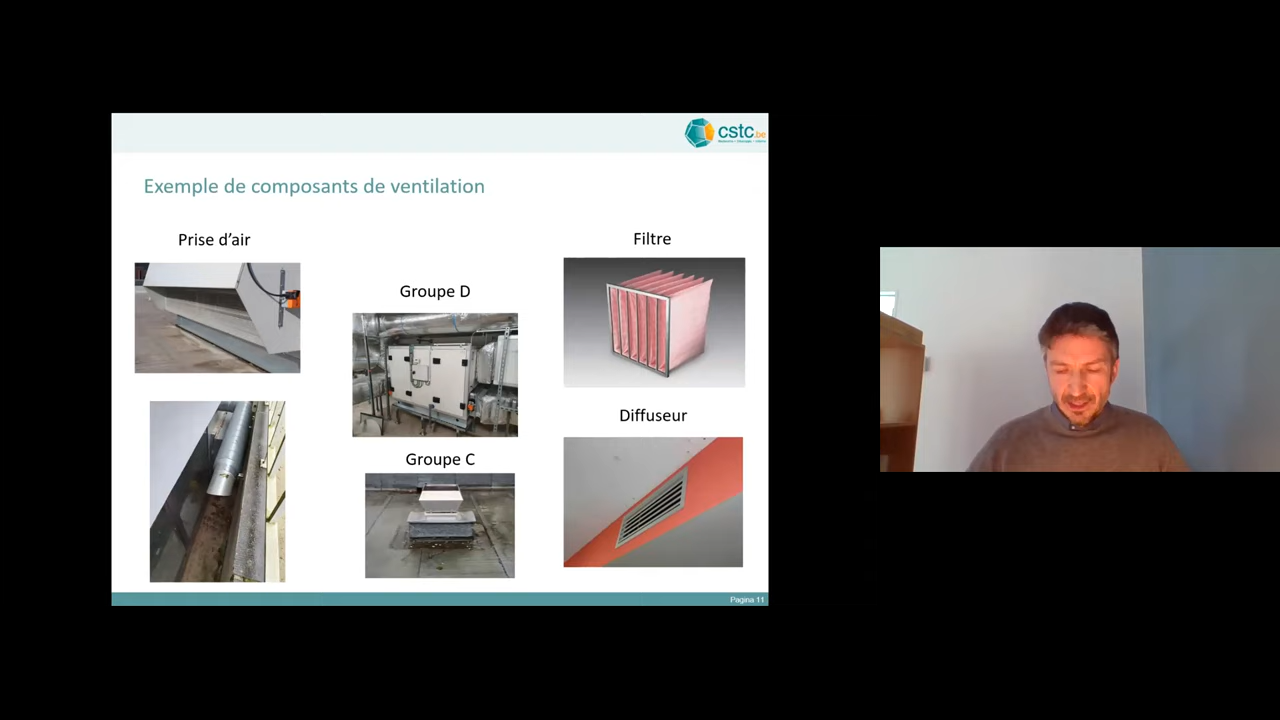 cstc.be
Exemple de composants de ventilation
Prise d’air
Groupe D
Groupe C
Filtre
Diffuseur
Pagina 11